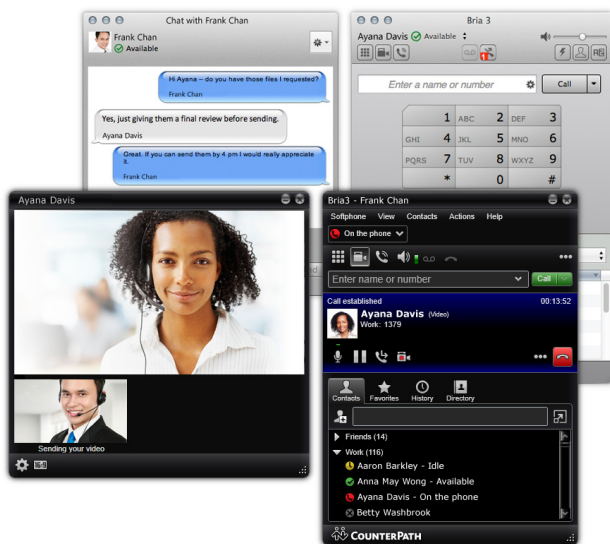 Chat with Frank Chan
Frank Chan
Available
Hi Ayana – do you have those files I requested?
Frank Chan
Yes, just giving them a final review before sending.
Ayana Davis
Great. If you can send them by 4 pm I would really appreciate
it.
Frank Chan
Bria 3
Ayana Davis Available
1
Enter a name or number
Call
1 ABC 2 DEF 3
GHI 4 JKL 5 MNO 6
PQRS 7 TUV 8 WXYZ 9
* 0 #
Ayana Davis
Sending your video
Bria3 - Frank Chan
Softphone View Contacts Actions Help
On the phone
Enter name or number
Call
Call established 00:13:52
Ayana Davis (Video)
Work: 1379
Contacts Favorites History Directory
Friends (14)
Work (116)
Aaron Barkley - Idle
Anna May Wong - Available
Ayana Davis - On the phone
Betty Washbrook
COUNTERPATH